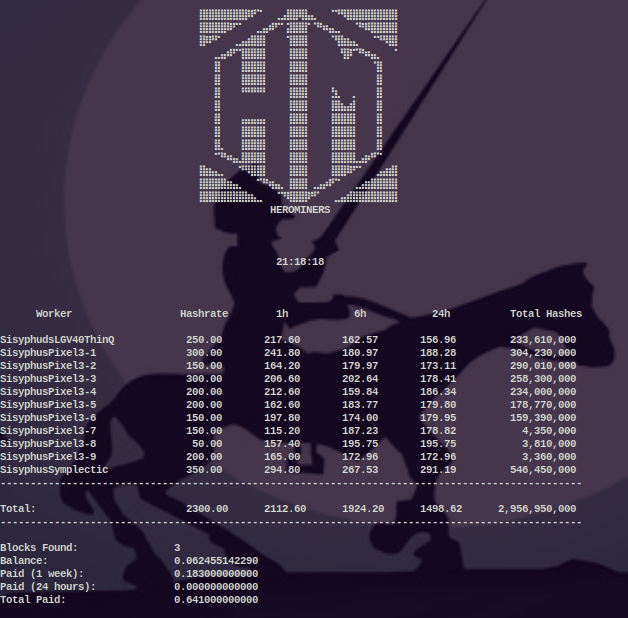 HEROMINERS
21:18:18
Worker Hashrate 1h 6h 24h Total Hashes
SisyphudsLGV40ThinQ 250.00 217.60 162.57 156.96 233,610,000
SisyphusPixel3-1 300.00 241.80 180.97 188.28 304,230,000
SisyphusPixel3-2 150.00 164.20 179.97 173.11 290,010,000
SisyphusPixel3-3 300.00 206.60 202.64 178.41 258,300,000
SisyphusPixel3-4 200.00 212.60 159.84 186.34 234,000,000
SisyphusPixel3-5 200.00 162.60 183.77 179.80 178,770,000
SisyphusPixel3-6 150.00 197.80 174.00 179.95 159,390,000
SisyphusPixel3-7 150.00 115.20 187.23 178.82 4,350,000
SisyphusPixel3-8 50.00 157.40 195.75 195.75 3,810,000
SisyphusPixel3-9 200.00 165.00 172.96 172.96 3,360,000
SisyphusSymplectic 350.00 294.80 267.53 291.19 546,450,000
Total: 2300.00 2112.60 1924.20 1498.62 2,956,950,000
Blocks Found: 3
Balance: 0.062455142290
Paid (1 week): 0.183000000000
Paid (24 hours): 0.000000000000
Total Paid: 0.641000000000